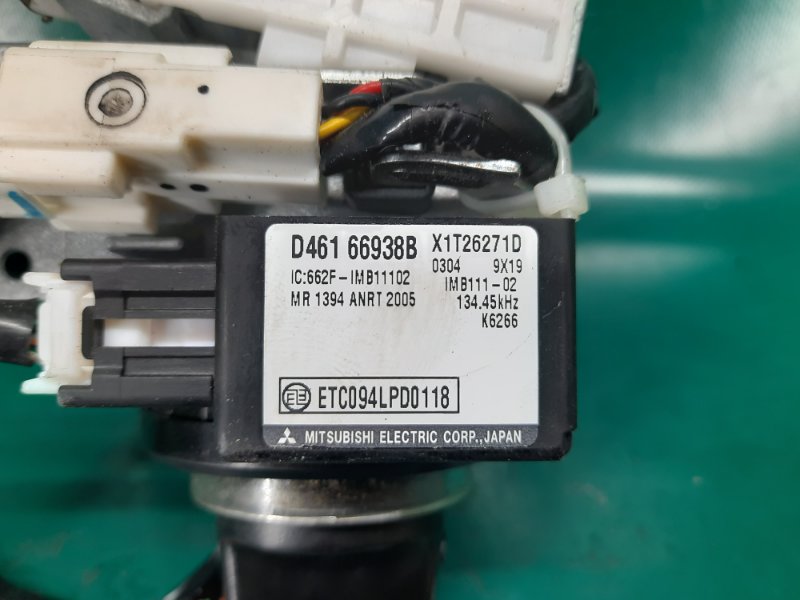 D461 66938B X1T26271D
IC:662F-IMB11102 0304 9X19
MR 1394 ANRT 2005 IMB111-02
134.45kHz
K6266
ETC094LPD0118
MITSUBISHI ELECTRIC CORP.,JAPAN